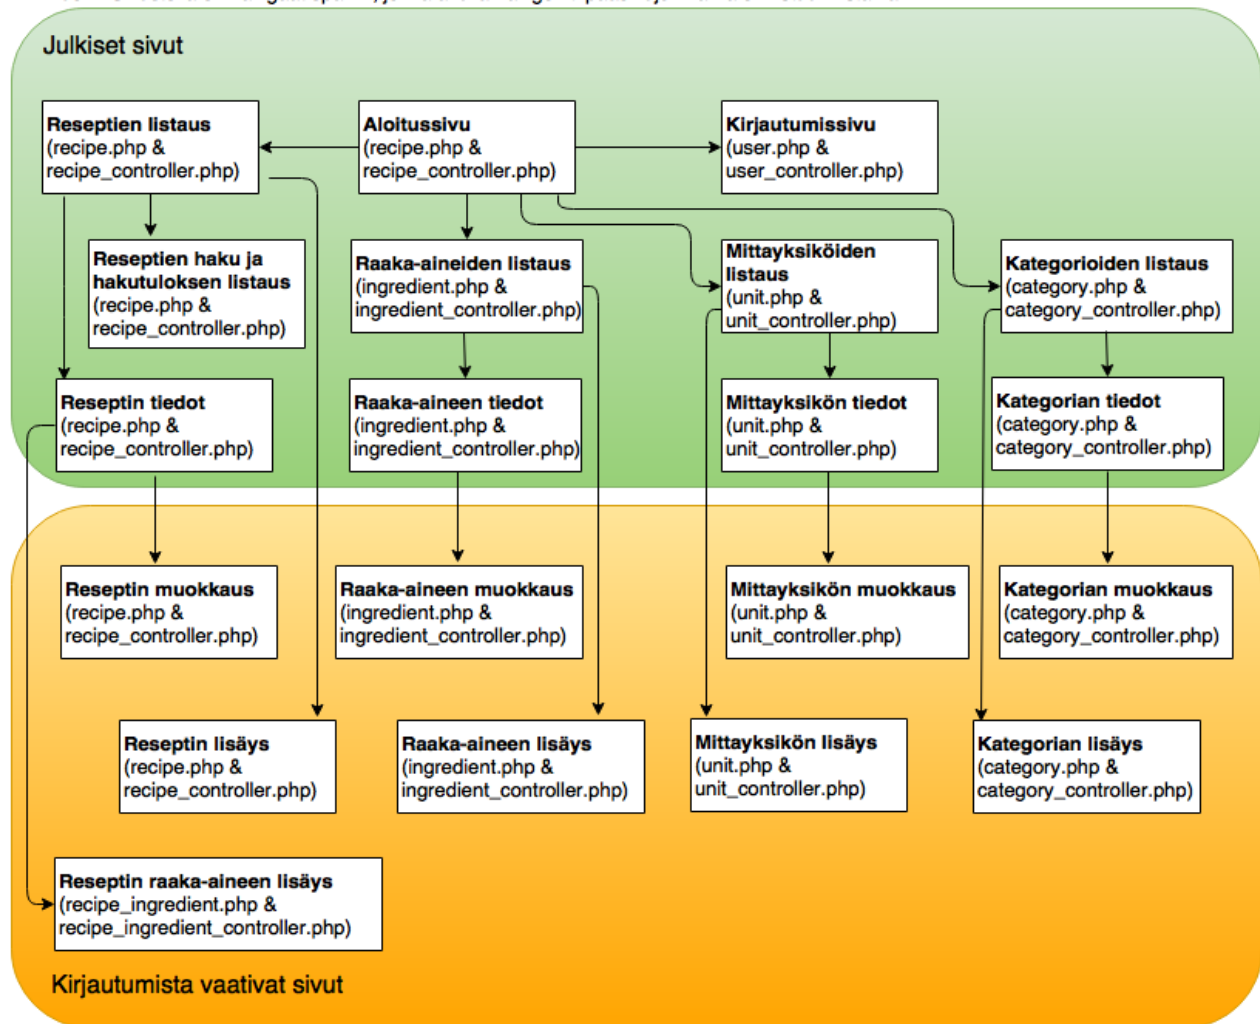 Julkiset sivut
Reseptien listaus
(recipe.php &
recipe_controller.php)
Aloitussivu
(recipe.php &
recipe_controller.php)
Kirjautumissivu
(user.php &
user_controller.php)
Reseptien haku ja
hakutuloksen listaus
(recipe.php &
recipe_controller.php)
Raaka-aineiden listaus
(ingredient.php &
ingredient_controller.php)
Mittayksiköiden
listaus
(unit.php &
unit_controller.php)
Kategorioiden listaus
(category.php &
category_controller.php)
Reseptin tiedot
(recipe.php &
recipe_controller.php)
Raaka-aineen tiedot
(ingredient.php &
ingredient_controller.php)
Mittayksikön tiedot
(unit.php &
unit_controller.php)
Kategorian tiedot
(category.php &
category_controller.php)
Reseptin muokkaus
(recipe.php &
recipe_controller.php)
Raaka-aineen muokkaus
(ingredient.php &
ingredient_controller.php)
Mittayksikön muokkaus
(unit.php &
unit_controller.php)
Kategorian muokkaus
(category.php &
category_controller.php)
Reseptin lisäys
(recipe.php &
recipe_controller.php)
Raaka-aineen lisäys
(ingredient.php &
ingredient_controller.php)
Mittayksikön lisäys
(unit.php &
unit_controller.php)
Kategorian lisäys
(category.php &
category_controller.php)
Reseptin raaka-aineen lisäys
(recipe_ingredient.php &
recipe_ingredient_controller.php)
Kirjautumista vaativat sivut